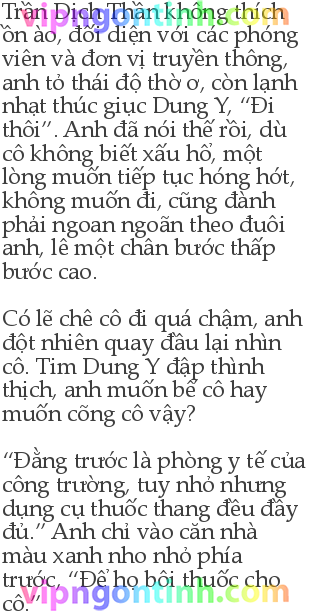 Trần Dịch Thần không thích
ồn ào, đối diện với các phóng
viên và đơn vị truyền thông,
anh tỏ thái độ thờ ơ, còn lạnh
nhạt thúc giục Dung Y, “Đi
thôi”. Anh đã nói thế rồi, dù
cô không biết xấu hổ, một
lòng muốn tiếp tục hóng hớt,
không muốn đi, cũng đành
phải ngoan ngoãn theo đuôi
anh, lê một chân bước thấp
bước cao.
Có lẽ chê cô đi quá chậm, anh
đột nhiên quay đầu lại nhìn
cô. Tim Dung Y đập thình
thịch, anh muốn bế cô hay
muốn cõng cô vậy?
“Đằng trước là phòng y tế của
công trường, tuy nhỏ nhưng
dụng cụ thuốc thang đều đầy
đủ.” Anh chỉ vào căn nhà
màu xanh nho nhỏ phía
trước, “Để họ bôi thuốc cho
cô.”
vipngontinh.com
vipngontinh.com